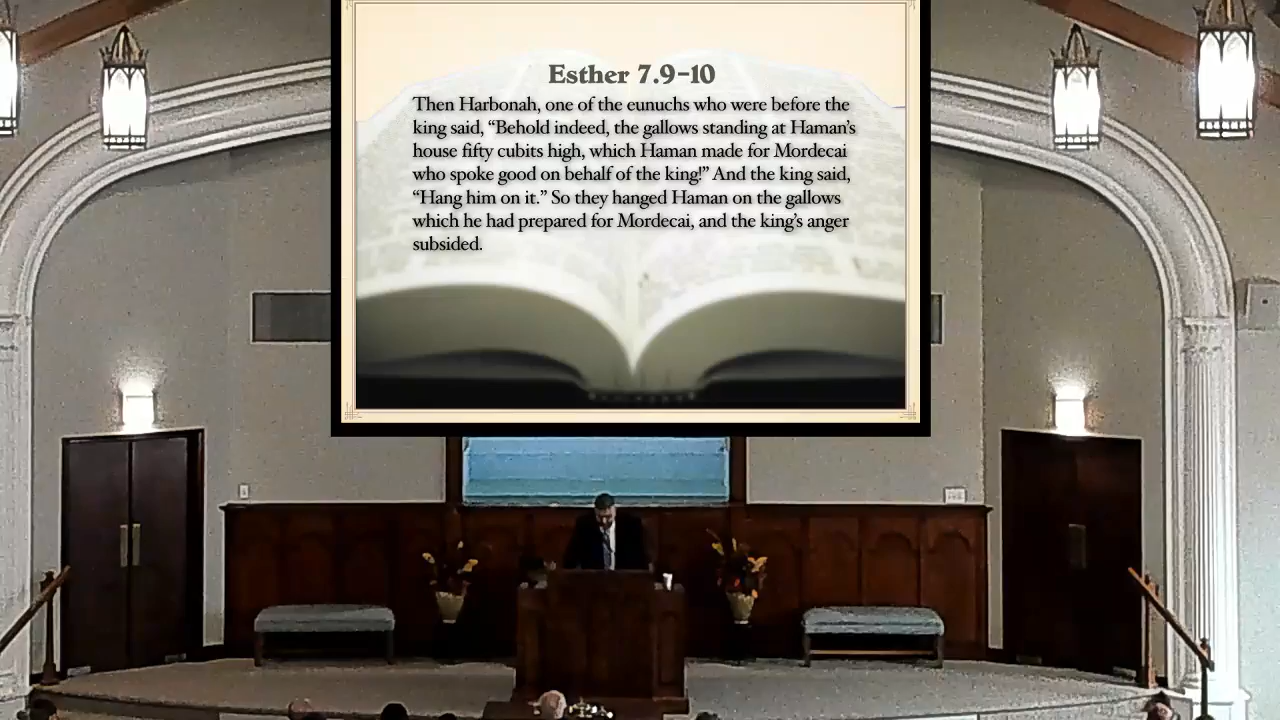 Esther 7.9-10
Then Harbonah, one of the eunuchs who were before the
king said, “Behold indeed, the gallows standing at Haman’s
house fifty cubits high, which Haman made for Mordecai
who spoke good on behalf of the king!” And the king said,
“Hang him on it.” So they hanged Haman on the gallows
which he had prepared for Mordecai, and the king’s anger
subsided.